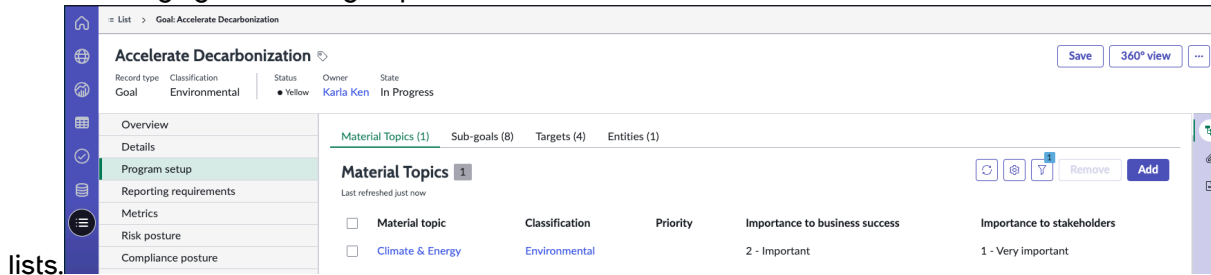 List > Goal: Accelerate Decarbonization
Accelerate Decarbonization
Save 360° view ...
Record type Classification Status Owner State
Goal Environmental Yellow Karla Ken In Progress
Overview
Details
Program setup
Reporting requirements
Metrics
Risk posture
Compliance posture
Material Topics (1) Sub-goals (8) Targets (4) Entities (1)
Material Topics 1
1 Remove Add
Last refreshed just now
Material topic Classification Priority Importance to business success Importance to stakeholders
Climate & Energy Environmental 2 - Important 1 - Very important
lists.